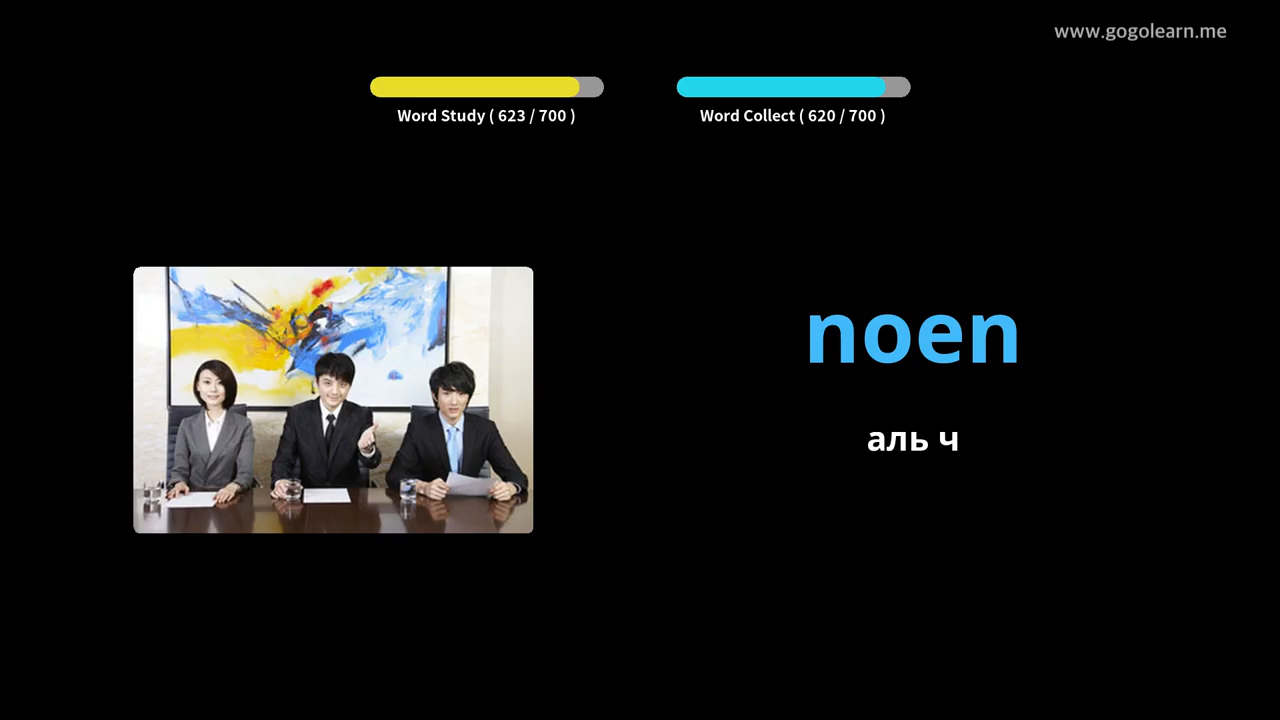 www.gogolearn.me
Word Study ( 623 / 700 )
Word Collect ( 620 / 700 )
noen
аль ч